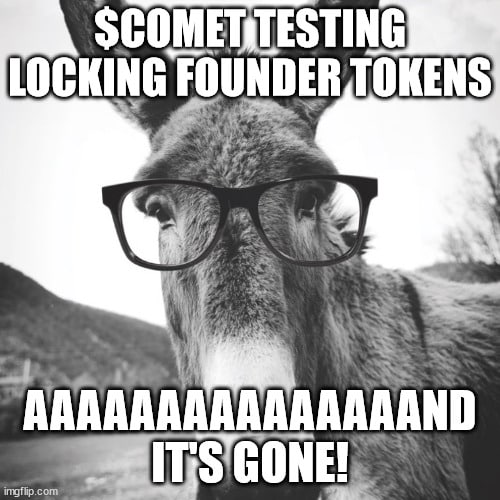 $COMET TESTING
LOCKING FOUNDER TOKENS
AAAAAAAAAAAAAAAND
IT'S GONE!
imgflip.com